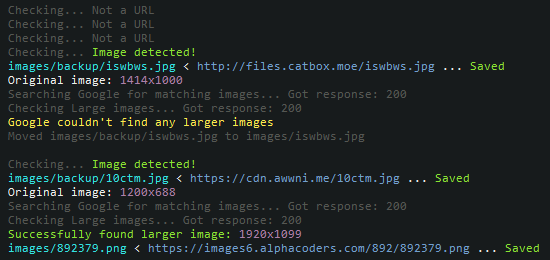 Checking... Not a URL
Checking... Not a URL
Checking... Not a URL
Checking... Image detected!
images/backup/iswbws.jpg < http://files.catbox.moe/iswbws.jpg ... Saved
Original image: 1414x1000
Searching Google for matching images... Got response: 200
Checking Large images... Got response: 200
Google couldn't find any larger images
Moved images/backup/iswbws.jpg to images/iswbws.jpg
Checking... Image detected!
images/backup/10ctm.jpg < https://cdn.awwni.me/10ctm.jpg ... Saved
Original image: 1200x688
Searching Google for matching images... Got response: 200
Checking Large images... Got response: 200
Successfully found larger image: 1920x1099
images/892379.png < https://images6.alphacoders.com/892/892379.png ... Saved